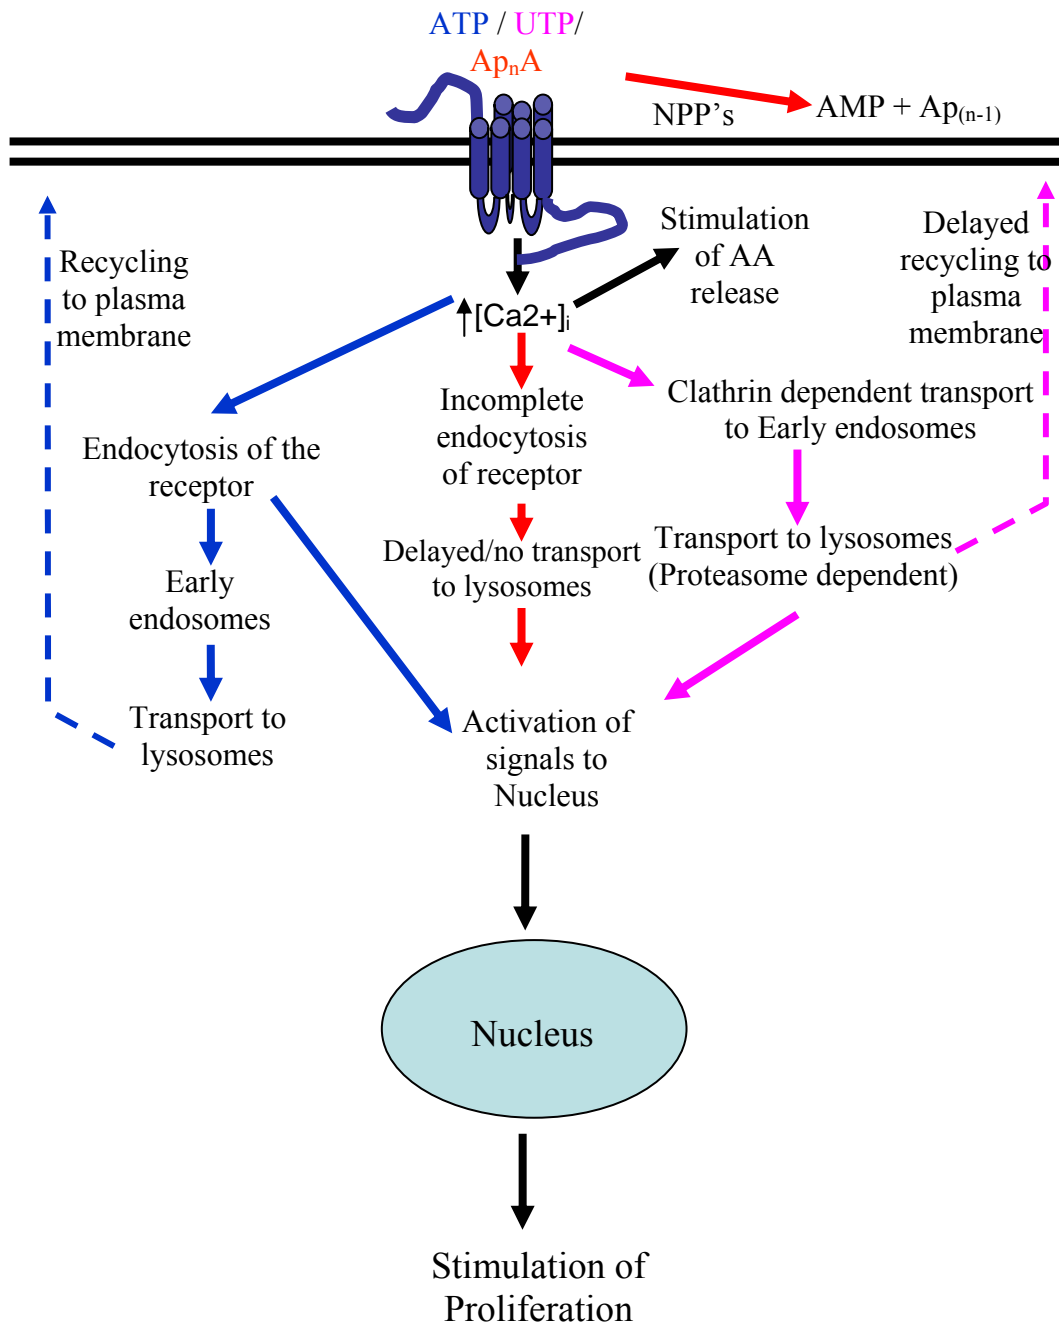 ATP / UTP/
ApnA
NPP's
AMP + Ap(n-1)
Recycling
to plasma
membrane
Stimulation
of AA
release
Delayed
recycling to
plasma
membrane
[Ca2+]i
Endocytosis of the
receptor
Incomplete
endocytosis
of receptor
Clathrin dependent transport
to Early endosomes
Early
endosomes
Delayed/no transport
to lysosomes
Transport to lysosomes
(Proteasome dependent)
Transport to
lysosomes
Activation of
signals to
Nucleus
Nucleus
Stimulation of
Proliferation